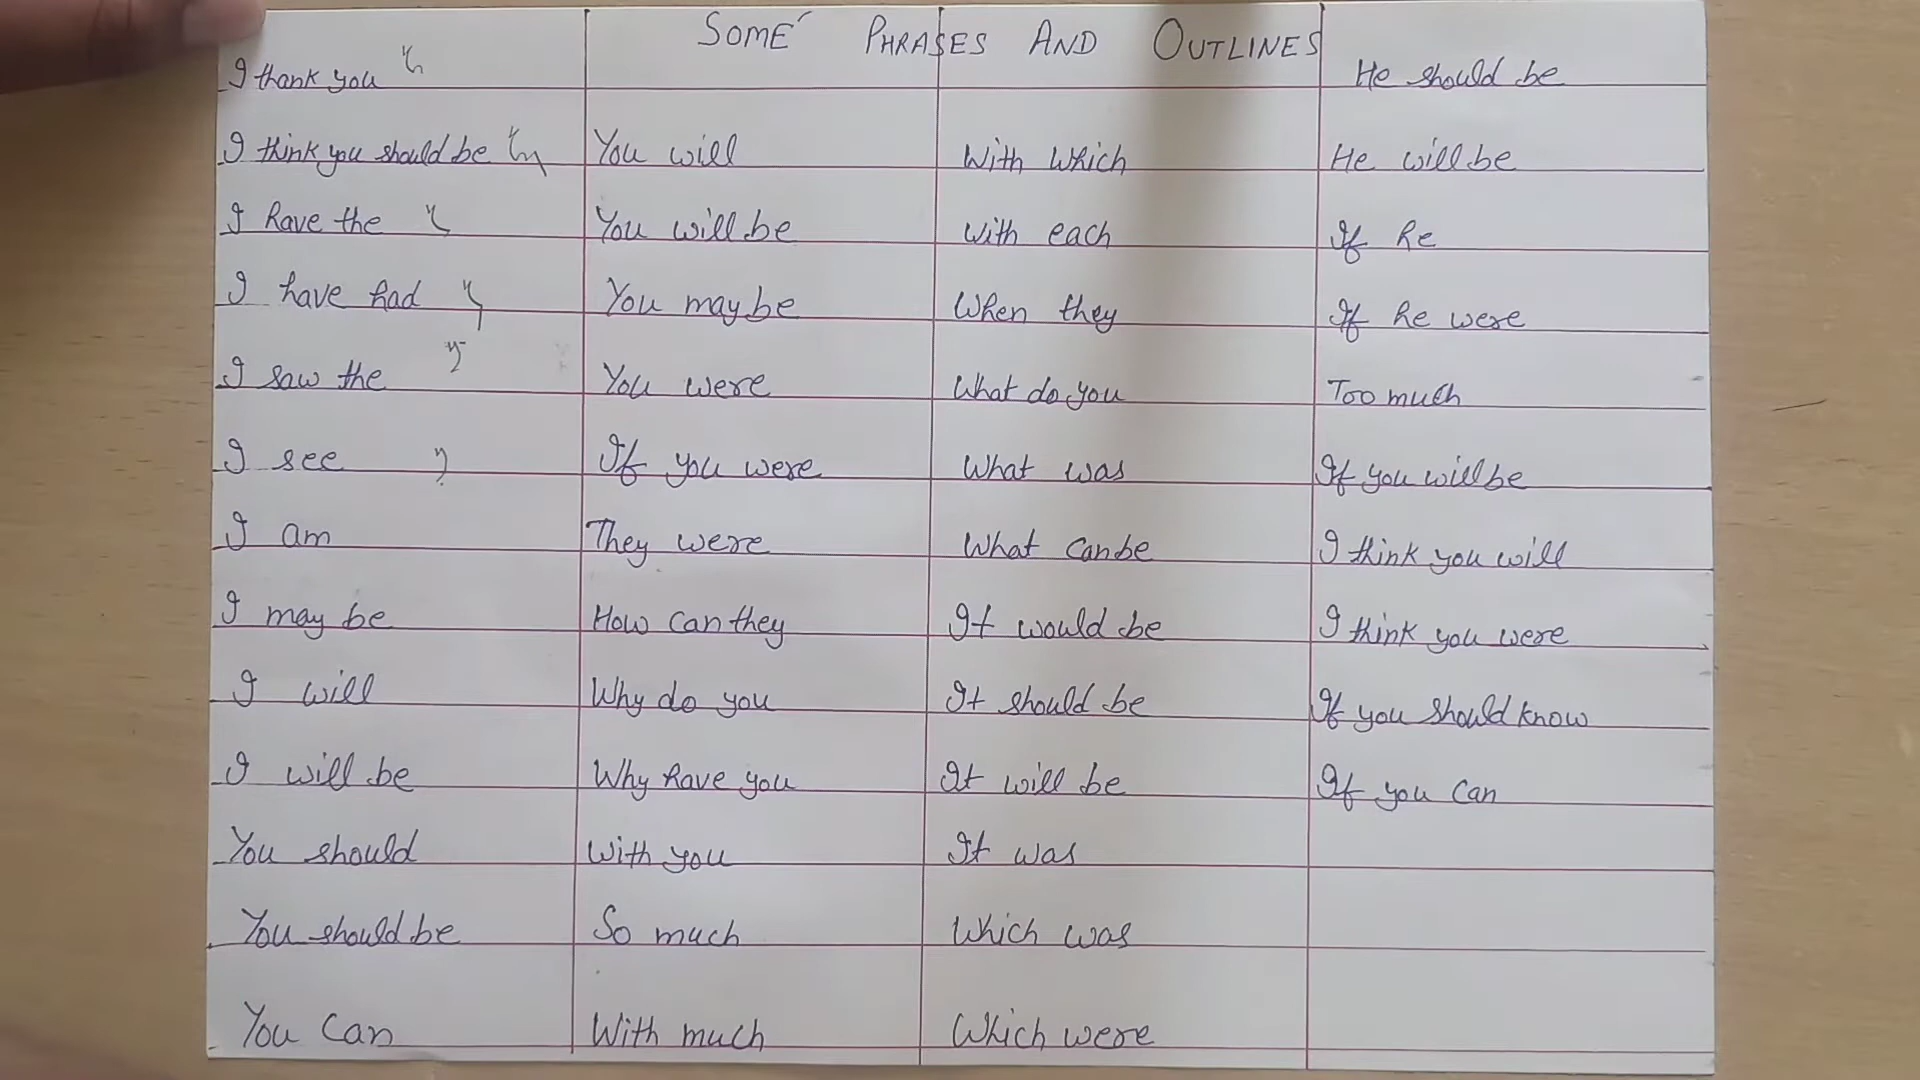 SOME PHRASES AND OUTLINES
I thank you
I think you should be
I have the
I have had
I saw the
I see
I am
I may be
I will
I will be
You should
You should be
You can
You will
You will be
You may be
You were
If you were
They were
How can they
Why do you
Why have you
With you
So much
With much
With which
With each
When they
What do you
What was
What can be
It would be
It should be
It will be
It was
Which was
Which were
He should be
He will be
If he
If he were
Too much
If you will be
I think you will
I think you were
If you should know
If you can